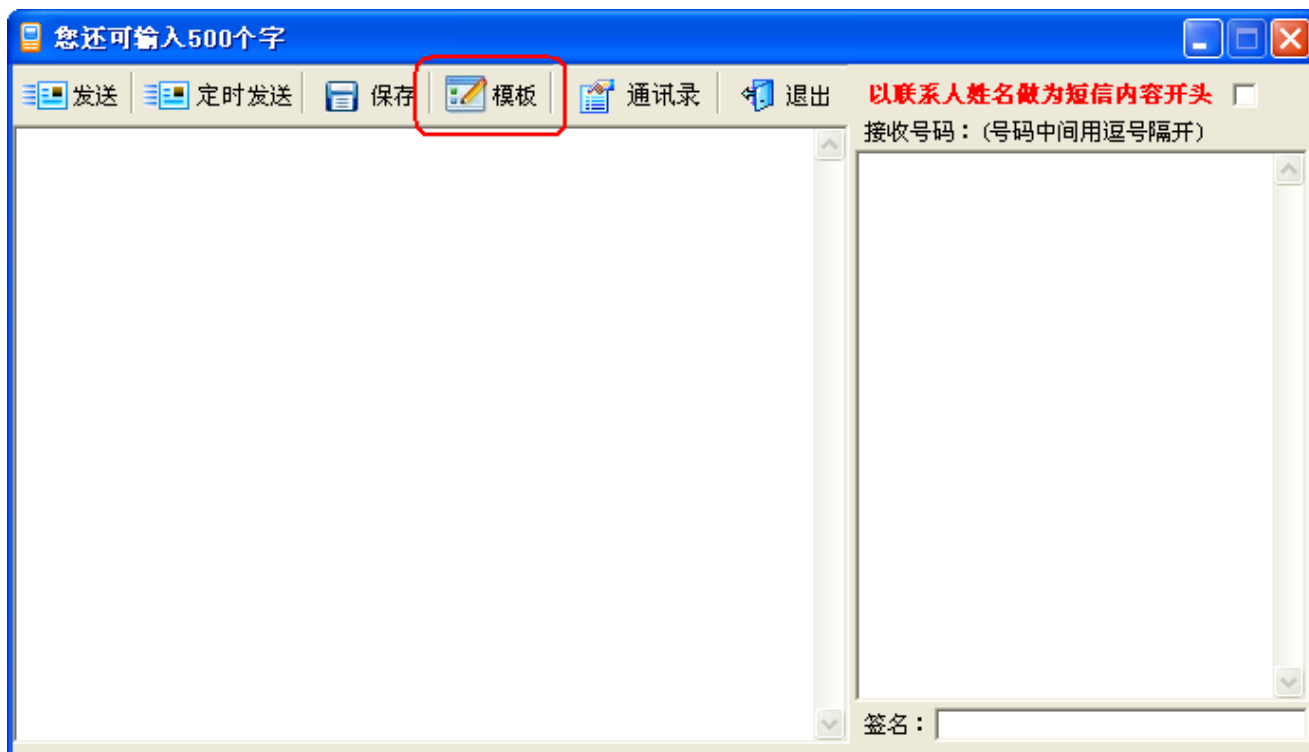 您还可输入500个字
发送 定时发送 保存 模板 通讯录 退出 以联系人姓名做为短信内容开头
接收号码：(号码中间用逗号隔开)
签名：